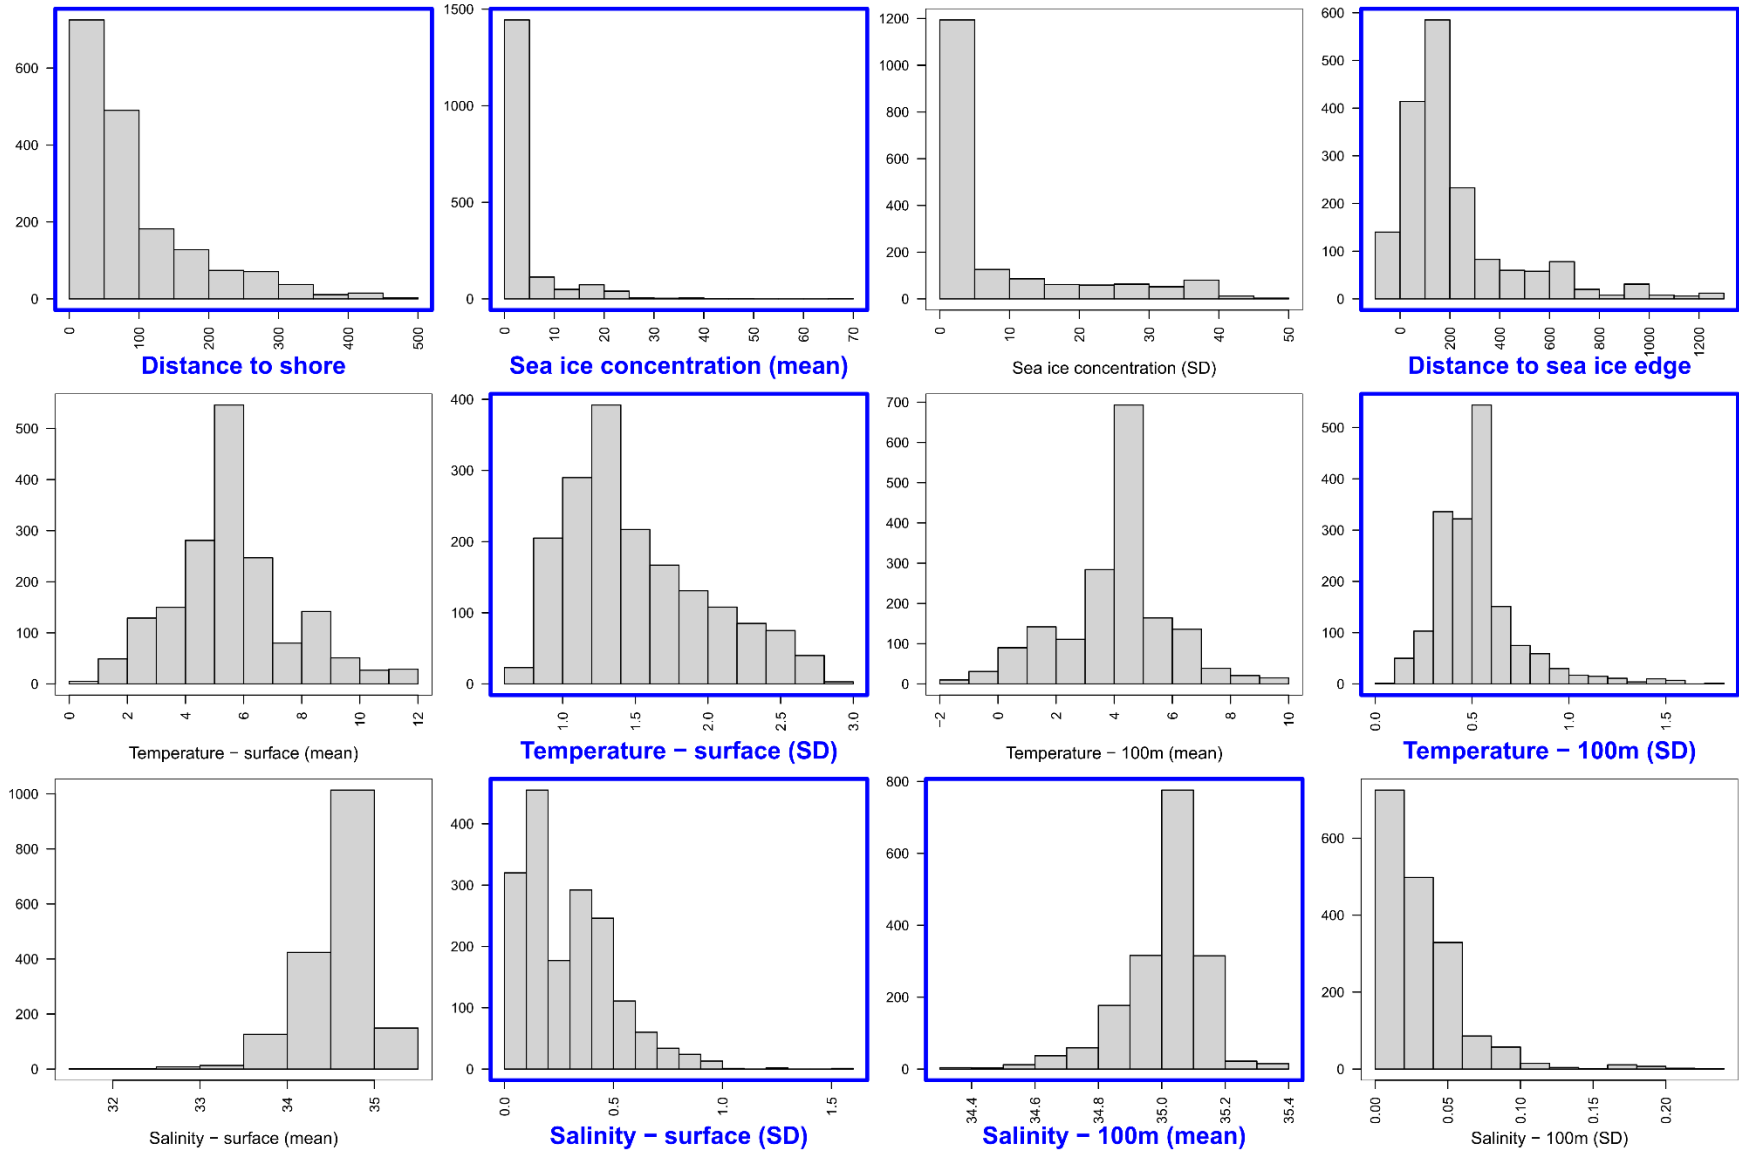 0 200 400 600
0 100 200 300 400 500
Distance to shore
0 500 1000 1500
0 10 20 30 40 50 60 70
Sea ice concentration (mean)
0 200 400 600 800 1000 1200
0 10 20 30 40 50
Sea ice concentration (SD)
0 100 200 300 400 500 600
0 200 400 600 800 1000 1200
Distance to sea ice edge
0 100 200 300 400 500
0 2 4 6 8 10 12
Temperature − surface (mean)
0 100 200 300 400
1.0 1.5 2.0 2.5 3.0
Temperature − surface (SD)
0 100 200 300 400 500 600 700
−2 0 2 4 6 8 10
Temperature − 100m (mean)
0 100 200 300 400 500
0.0 0.5 1.0 1.5
Temperature − 100m (SD)
0 200 400 600 800 1000
32 33 34 35
Salinity − surface (mean)
0 100 200 300 400
0.0 0.5 1.0 1.5
Salinity − surface (SD)
0 200 400 600 800
34.4 34.6 34.8 35.0 35.2 35.4
Salinity − 100m (mean)
0 200 400 600
0.00 0.05 0.10 0.15 0.20
Salinity − 100m (SD)